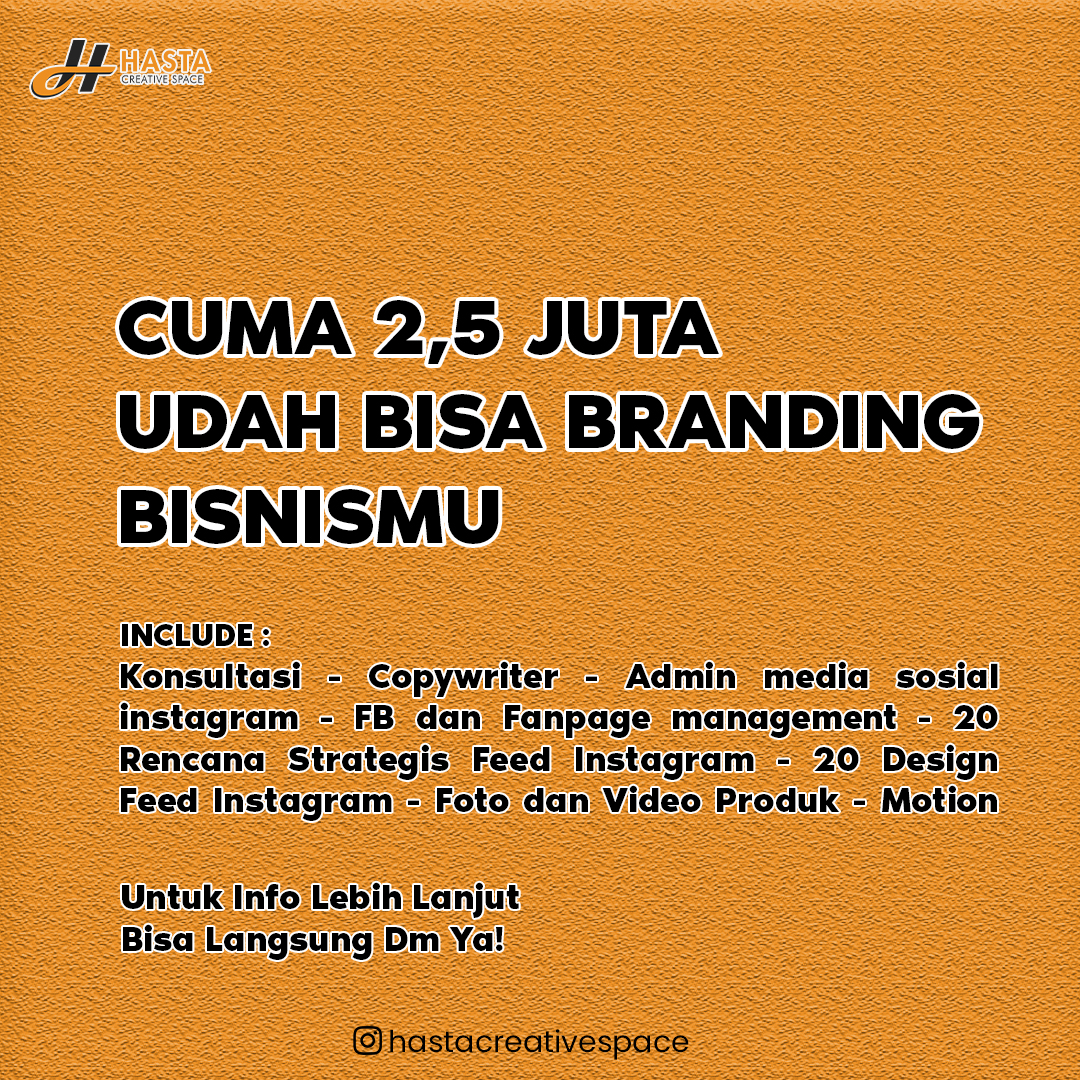 HASTA
CREATIVE SPACE
CUMA 2,5 JUTA
UDAH BISA BRANDING
BISNISMU
INCLUDE :
Konsultasi - Copywriter - Admin media sosial
instagram - FB dan Fanpage management - 20
Rencana Strategis Feed Instagram - 20 Design
Feed Instagram - Foto dan Video Produk - Motion
Untuk Info Lebih Lanjut
Bisa Langsung Dm Ya!
hastacreativespace